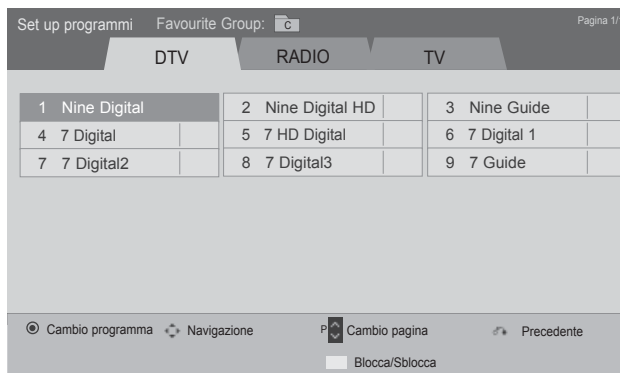 Set up programmi Favourite Group: C Pagina 1/1
DTV RADIO TV
1 Nine Digital 2 Nine Digital HD 3 Nine Guide
4 7 Digital 5 7 HD Digital 6 7 Digital 1
7 7 Digital2 8 7 Digital3 9 7 Guide
Cambio programma Navigazione P Cambio pagina Precedente
Blocca/Sblocca